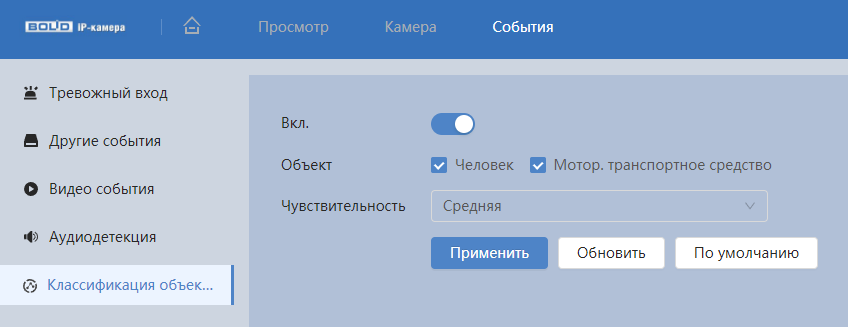 BOLID IP-камера Просмотр Камера События
Тревожный вход
Другие события
Видео события
Аудиодетекция
Классификация объек...
Вкл.
Объект Человек Мотор. транспортное средство
Чувствительность Средняя
Применить Обновить По умолчанию